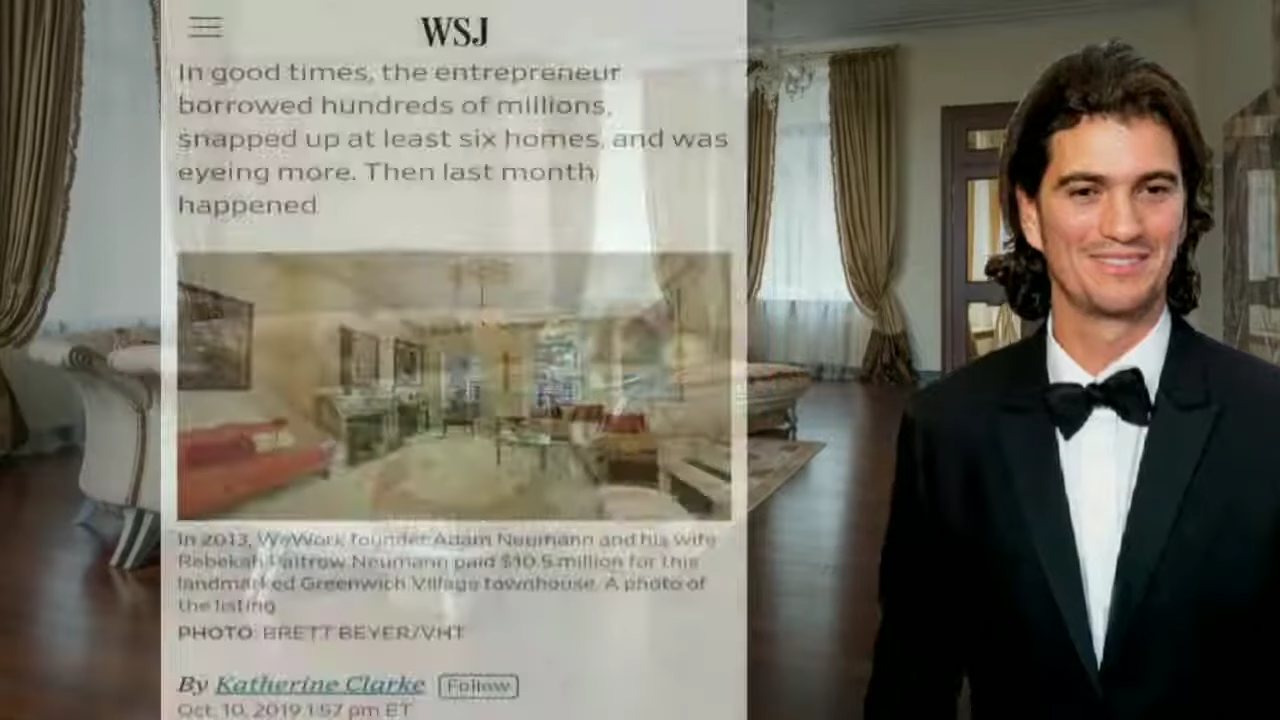 WSJ
In good times, the entrepreneur
borrowed hundreds of millions,
snapped up at least six homes, and was
eyeing more. Then last month
happened
In 2013, WeWork founder Adam Neumann and his wife
Rebekah Paltrow Neumann paid $10.5 million for this
landmarked Greenwich Village townhouse. A photo of
the listing
PHOTO: BRETT BEYER/VHT
By Katherine Clarke Follow
Oct. 10, 2019 1:57 pm ET